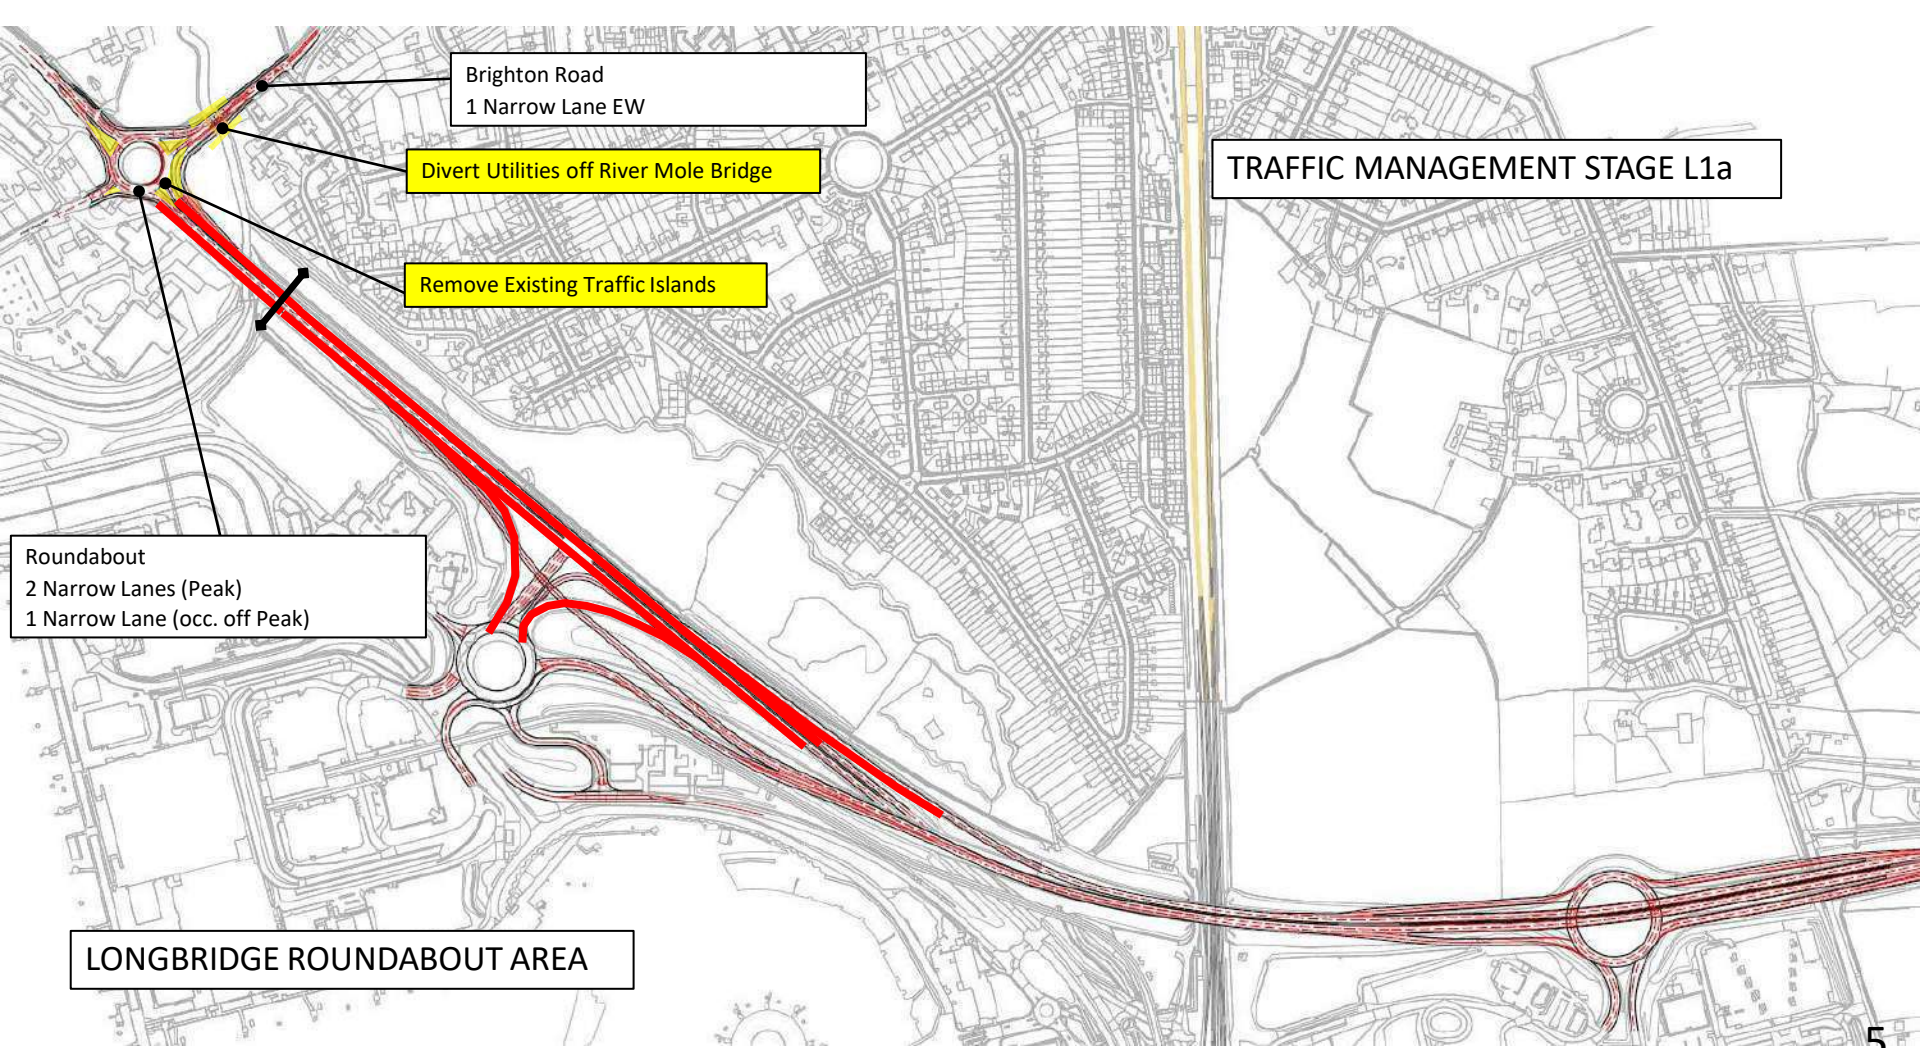 Brighton Road
1 Narrow Lane EW
Divert Utilities off River Mole Bridge
TRAFFIC MANAGEMENT STAGE L1a
Remove Existing Traffic Islands
Roundabout
2 Narrow Lanes (Peak)
1 Narrow Lane (occ. off Peak)
LONGBRIDGE ROUNDABOUT AREA
5